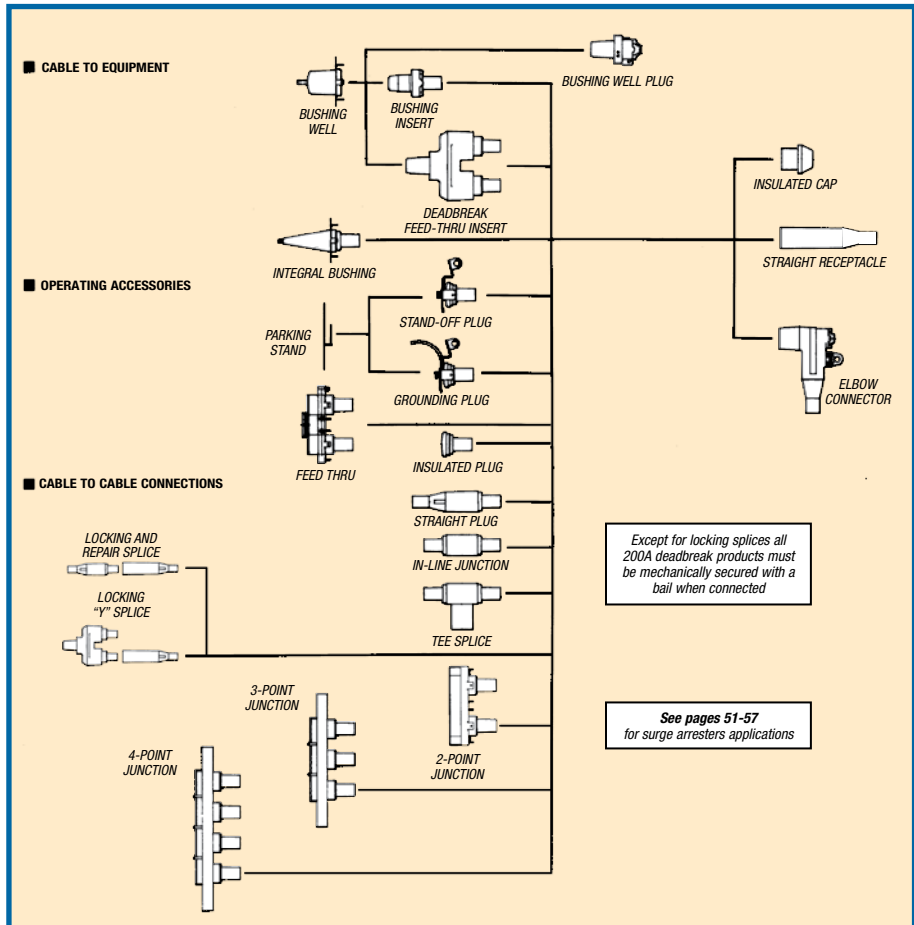 ■ CABLE TO EQUIPMENT
BUSHING WELL PLUG
BUSHING
WELL
BUSHING
INSERT
INSULATED CAP
DEADBREAK
FEED-THRU INSERT
STRAIGHT RECEPTACLE
INTEGRAL BUSHING
■ OPERATING ACCESSORIES
STAND-OFF PLUG
PARKING
STAND
GROUNDING PLUG
ELBOW
CONNECTOR
FEED THRU
INSULATED PLUG
■ CABLE TO CABLE CONNECTIONS
STRAIGHT PLUG
LOCKING AND
REPAIR SPLICE
IN-LINE JUNCTION
Except for locking splices all
200A deadbreak products must
be mechanically secured with a
bail when connected
LOCKING
"Y" SPLICE
TEE SPLICE
3-POINT
JUNCTION
See pages 51-57
for surge arresters applications
4-POINT
JUNCTION
2-POINT
JUNCTION